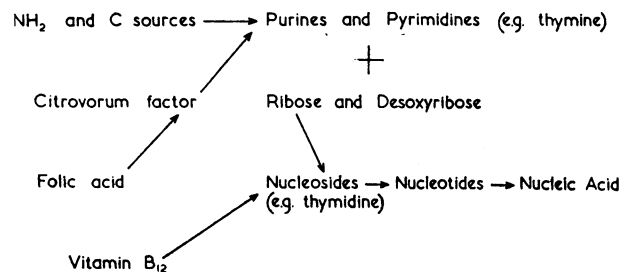 NH₂ and C sources → Purines and Pyrimidines (e.g. thymine)
+
Citrovorum factor Ribose and Desoxyribose
Folic acid Nucleosides → Nucleotides → Nucleic Acid
(e.g. thymidine)
Vitamin B₁₂